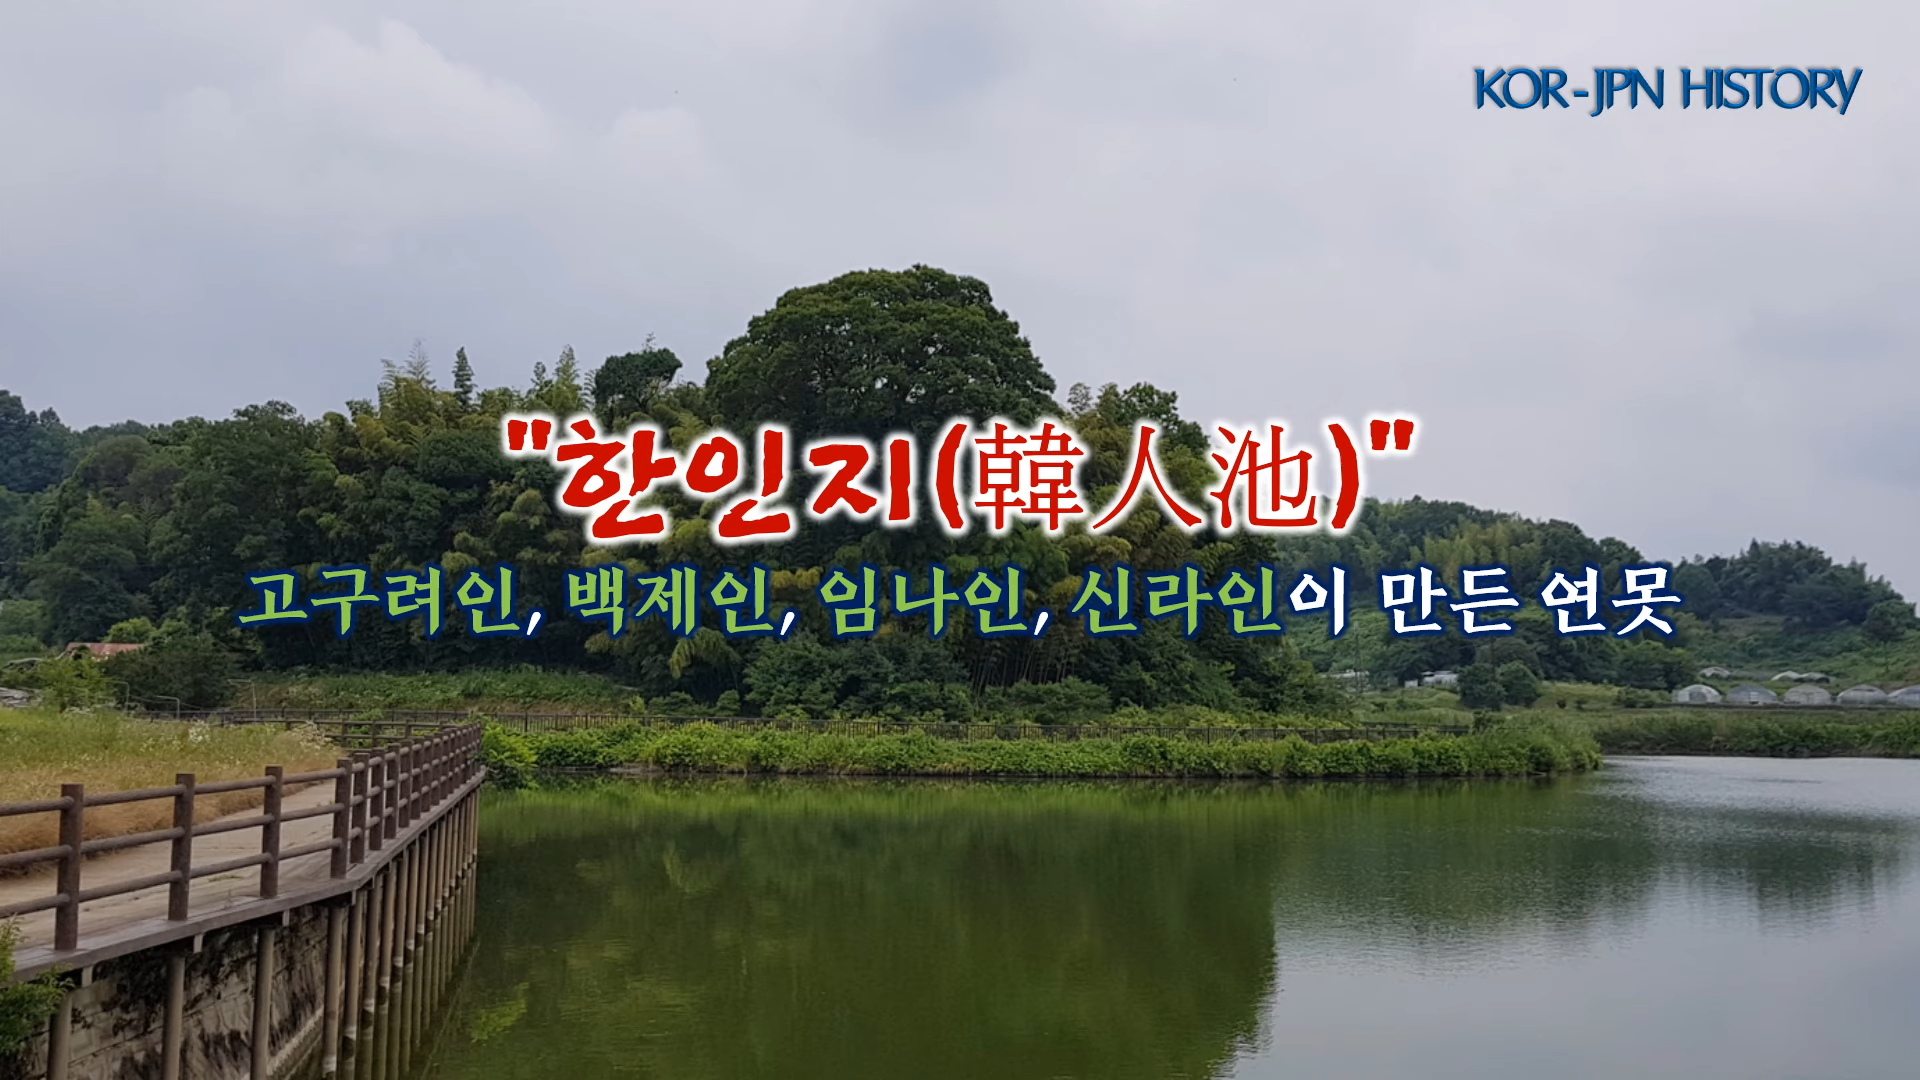 KOR-JPN HISTORY
"한인지(韓人池)"
고구려인, 백제인, 임나인, 신라인이 만든 연못